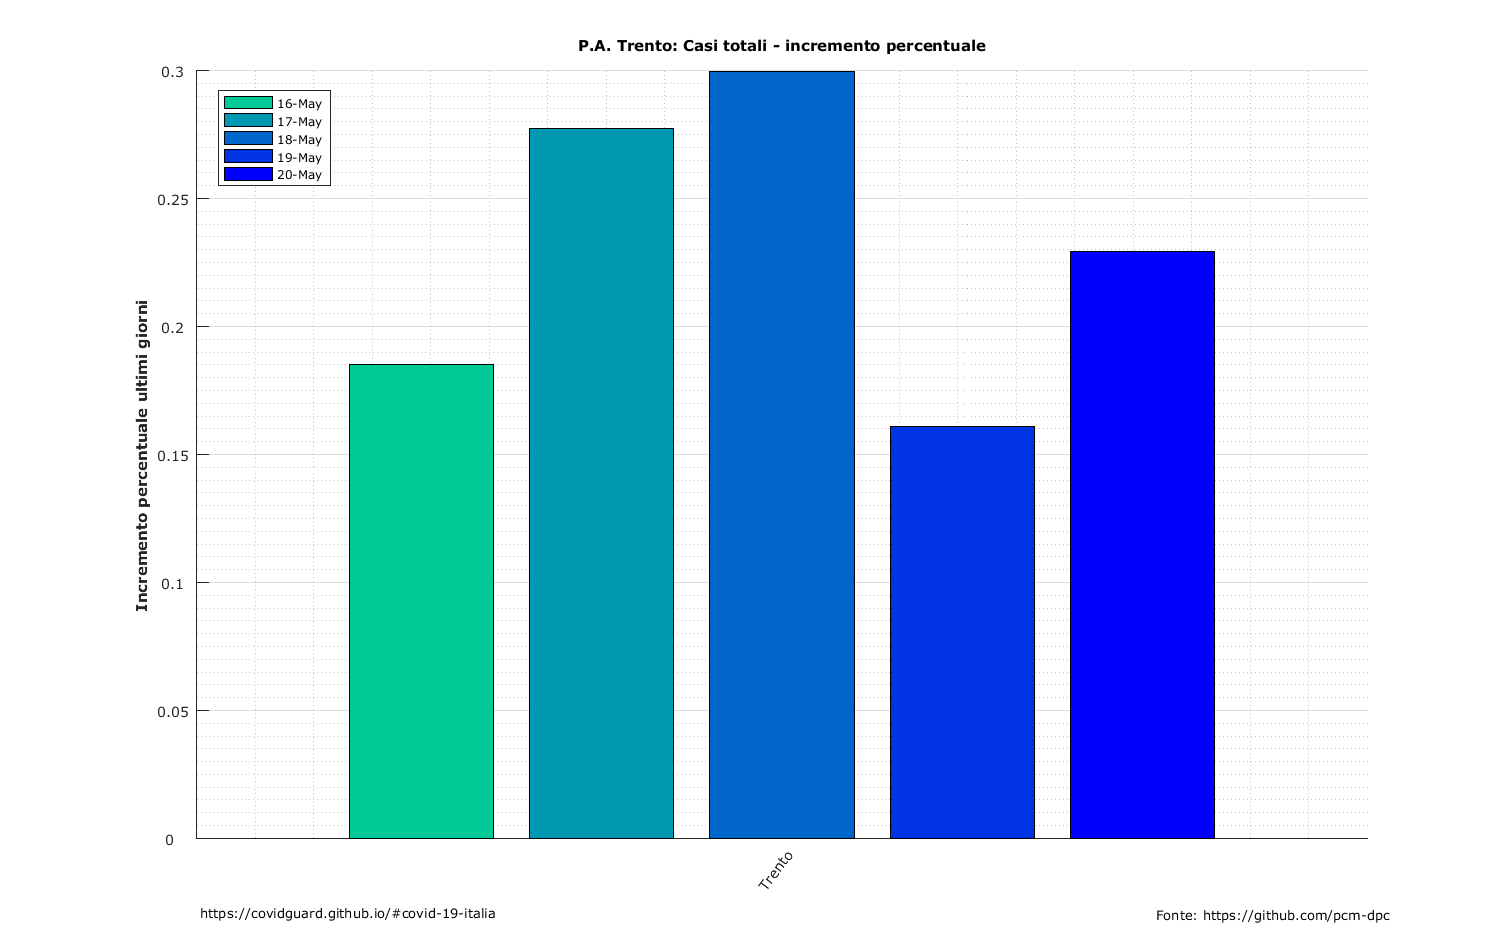 P.A. Trento: Casi totali - incremento percentuale
0.3
0.25
0.2
0.15
0.1
0.05
0
Incremento percentuale ultimi giorni
16-May
17-May
18-May
19-May
20-May
Trento
https://covidguard.github.io/#covid-19-italia
Fonte: https://github.com/pcm-dpc